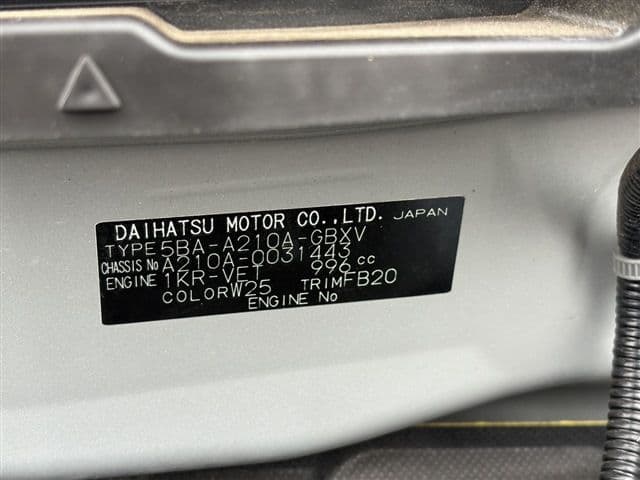 DAIHATSU MOTOR CO.,LTD. JAPAN
TYPE 5BA-A210A-GBXV
CHASSIS No A210A-0031443
ENGINE 1KR-VET 996 cc
COLOR W25 TRIM FB20
ENGINE No